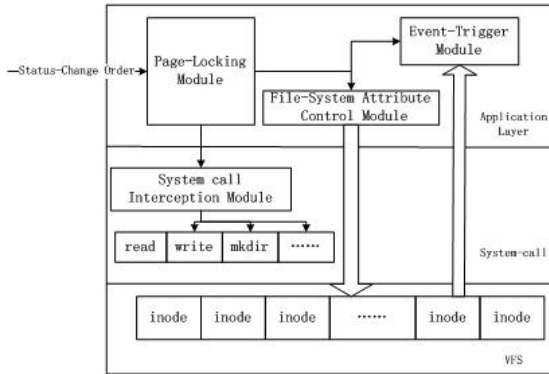 Status-Change Order
Page-Locking
Module
Event-Trigger
Module
File-System Attribute
Control Module
Application
Layer
System call
Interception Module
read
write
mkdir
……
System-call
inode
inode
inode
……
inode
inode
VFS